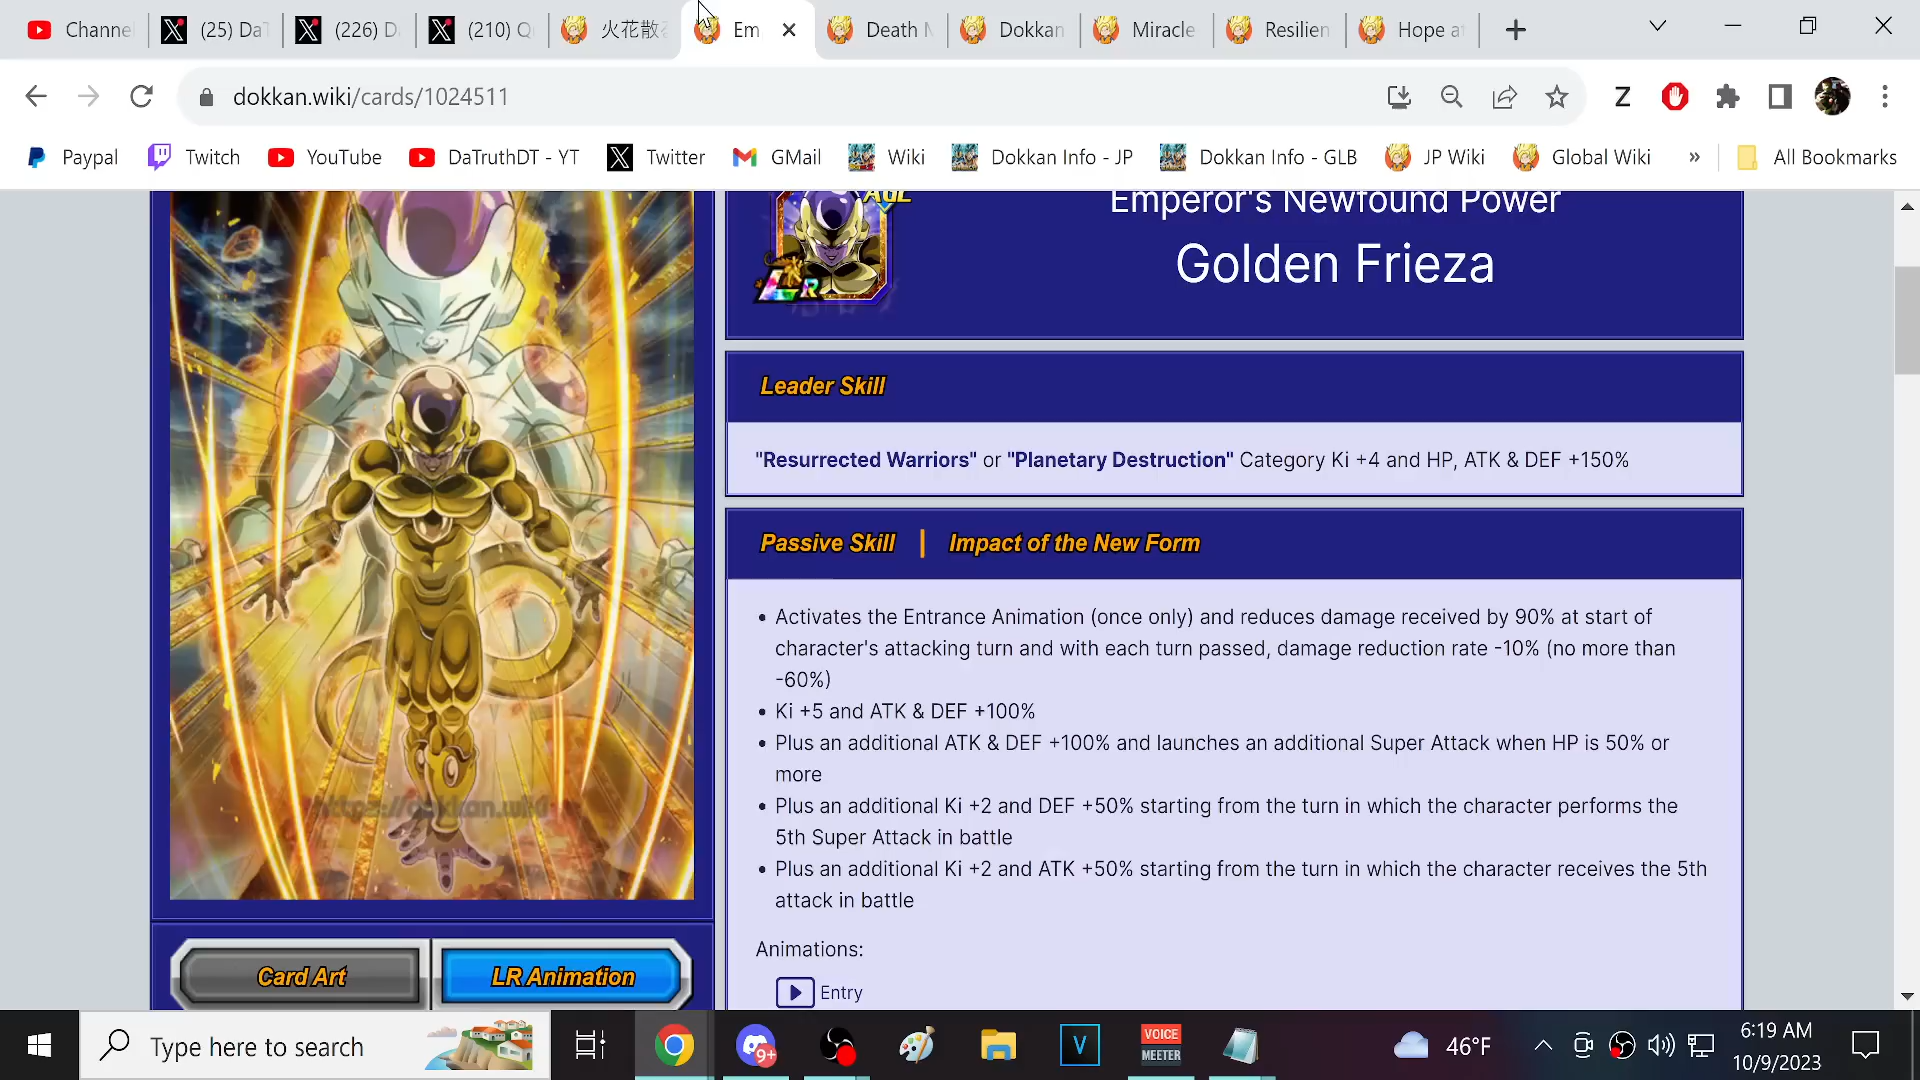 Channe
(25) DaT
(226) D
(210) Q
火花散
Em
Death
Dokkan
Miracle
Resilien
Hope a
dokkan.wiki/cards/1024511
Z
Paypal
Twitch
YouTube
DaTruthDT - YT
Twitter
GMail
Wiki
Dokkan Info - JP
Dokkan Info - GLB
JP Wiki
Global Wiki
»
All Bookmarks
AGL
LR
Emperor's Newfound Power
Golden Frieza
Leader Skill
"Resurrected Warriors" or "Planetary Destruction" Category Ki +4 and HP, ATK & DEF +150%
Passive Skill | Impact of the New Form
• Activates the Entrance Animation (once only) and reduces damage received by 90% at start of
character's attacking turn and with each turn passed, damage reduction rate -10% (no more than
-60%)
• Ki +5 and ATK & DEF +100%
• Plus an additional ATK & DEF +100% and launches an additional Super Attack when HP is 50% or
more
• Plus an additional Ki +2 and DEF +50% starting from the turn in which the character performs the
5th Super Attack in battle
• Plus an additional Ki +2 and ATK +50% starting from the turn in which the character receives the 5th
attack in battle
Animations:
Entry
https://dokkan.wiki
Card Art
LR Animation
Type here to search
9+
V
VOICE
MEETER
46°F
6:19 AM
10/9/2023